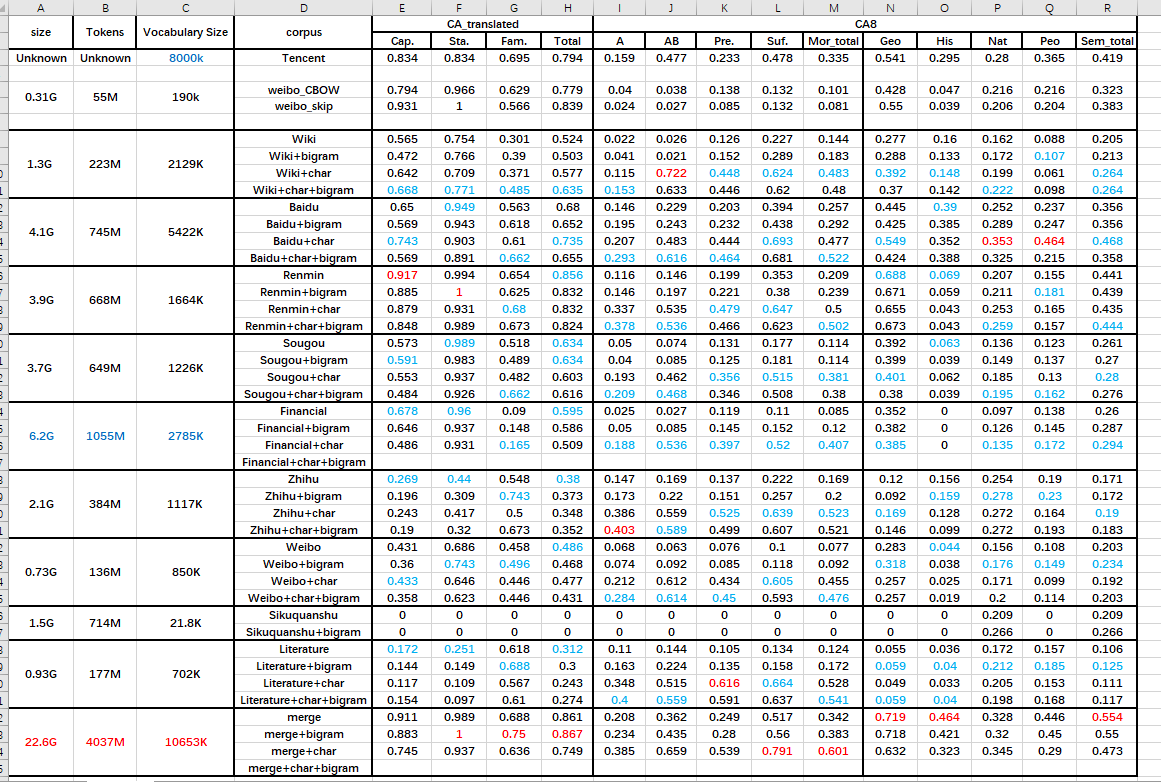 A B C D E F G H I J K L M N O P Q R
size Tokens Vocabulary Size corpus CA_translated CA8
Cap. Sta. Fam. Total A AB Pre. Suf. Mor_total Geo His Nat Peo Sem_total
Unknown Unknown 8000k Tencent 0.834 0.834 0.695 0.794 0.159 0.477 0.233 0.478 0.335 0.541 0.295 0.28 0.365 0.419
0.31G 55M 190k
weibo_CBOW 0.794 0.966 0.629 0.779 0.04 0.038 0.138 0.132 0.101 0.428 0.047 0.216 0.216 0.323
weibo_skip 0.931 1 0.566 0.839 0.024 0.027 0.085 0.132 0.081 0.55 0.039 0.206 0.204 0.383
1.3G 223M 2129K
Wiki 0.565 0.754 0.301 0.524 0.022 0.026 0.126 0.227 0.144 0.277 0.16 0.162 0.088 0.205
Wiki+bigram 0.472 0.766 0.39 0.503 0.041 0.021 0.152 0.289 0.183 0.288 0.133 0.172 0.107 0.213
Wiki+char 0.642 0.709 0.371 0.577 0.115 0.722 0.448 0.624 0.483 0.392 0.148 0.199 0.061 0.264
Wiki+char+bigram 0.668 0.771 0.485 0.635 0.153 0.633 0.446 0.62 0.48 0.37 0.142 0.222 0.098 0.264
4.1G 745M 5422K
Baidu 0.65 0.949 0.563 0.68 0.146 0.229 0.203 0.394 0.257 0.445 0.39 0.252 0.237 0.356
Baidu+bigram 0.569 0.943 0.618 0.652 0.195 0.243 0.232 0.438 0.292 0.425 0.385 0.289 0.247 0.356
Baidu+char 0.743 0.903 0.61 0.735 0.207 0.483 0.444 0.693 0.477 0.549 0.352 0.353 0.464 0.468
Baidu+char+bigram 0.569 0.891 0.662 0.655 0.293 0.616 0.464 0.681 0.522 0.424 0.388 0.325 0.215 0.358
3.9G 668M 1664K
Renmin 0.917 0.994 0.654 0.856 0.116 0.146 0.199 0.353 0.209 0.688 0.069 0.207 0.155 0.441
Renmin+bigram 0.885 1 0.625 0.832 0.146 0.197 0.221 0.38 0.239 0.671 0.059 0.211 0.181 0.439
Renmin+char 0.879 0.931 0.68 0.832 0.337 0.535 0.479 0.647 0.5 0.655 0.043 0.253 0.165 0.435
Renmin+char+bigram 0.848 0.989 0.673 0.824 0.378 0.536 0.466 0.623 0.502 0.673 0.043 0.259 0.157 0.444
3.7G 649M 1226K
Sougou 0.573 0.989 0.518 0.634 0.05 0.074 0.131 0.177 0.114 0.392 0.063 0.136 0.123 0.261
Sougou+bigram 0.591 0.983 0.489 0.634 0.04 0.085 0.125 0.181 0.114 0.399 0.039 0.149 0.137 0.27
Sougou+char 0.553 0.937 0.482 0.603 0.193 0.462 0.356 0.515 0.381 0.401 0.062 0.185 0.13 0.28
Sougou+char+bigram 0.484 0.926 0.662 0.616 0.209 0.468 0.346 0.508 0.38 0.38 0.039 0.195 0.162 0.276
6.2G 1055M 2785K
Financial 0.678 0.96 0.09 0.595 0.025 0.027 0.119 0.11 0.085 0.352 0 0.097 0.138 0.26
Financial+bigram 0.646 0.937 0.148 0.586 0.05 0.085 0.145 0.152 0.12 0.382 0 0.126 0.145 0.287
Financial+char 0.486 0.931 0.165 0.509 0.188 0.536 0.397 0.52 0.407 0.385 0 0.135 0.172 0.294
Financial+char+bigram
2.1G 384M 1117K
Zhihu 0.269 0.44 0.548 0.38 0.147 0.169 0.137 0.222 0.169 0.12 0.156 0.254 0.19 0.171
Zhihu+bigram 0.196 0.309 0.743 0.373 0.173 0.22 0.151 0.257 0.2 0.092 0.159 0.278 0.23 0.172
Zhihu+char 0.243 0.417 0.5 0.348 0.386 0.559 0.525 0.639 0.523 0.169 0.128 0.272 0.164 0.19
Zhihu+char+bigram 0.19 0.32 0.673 0.352 0.403 0.589 0.499 0.607 0.521 0.146 0.099 0.272 0.193 0.183
0.73G 136M 850K
Weibo 0.431 0.686 0.458 0.486 0.068 0.063 0.076 0.1 0.077 0.283 0.044 0.156 0.108 0.203
Weibo+bigram 0.36 0.743 0.496 0.468 0.074 0.092 0.085 0.118 0.092 0.318 0.038 0.176 0.149 0.234
Weibo+char 0.433 0.646 0.446 0.477 0.212 0.612 0.434 0.605 0.455 0.257 0.025 0.171 0.099 0.192
Weibo+char+bigram 0.358 0.623 0.446 0.431 0.284 0.614 0.45 0.593 0.476 0.257 0.019 0.2 0.114 0.203
1.5G 714M 21.8K
Sikuquanshu 0 0 0 0 0 0 0 0 0 0 0 0.209 0 0.209
Sikuquanshu+bigram 0 0 0 0 0 0 0 0 0 0 0 0.266 0 0.266
0.93G 177M 702K
Literature 0.172 0.251 0.618 0.312 0.11 0.144 0.105 0.134 0.124 0.055 0.036 0.172 0.157 0.106
Literature+bigram 0.144 0.149 0.688 0.3 0.163 0.224 0.135 0.158 0.172 0.059 0.04 0.212 0.185 0.125
Literature+char 0.117 0.109 0.567 0.243 0.348 0.515 0.616 0.664 0.528 0.049 0.033 0.205 0.153 0.111
Literature+char+bigram 0.154 0.097 0.61 0.274 0.4 0.559 0.591 0.637 0.541 0.059 0.04 0.198 0.168 0.117
22.6G 4037M 10653K
merge 0.911 0.989 0.688 0.861 0.208 0.362 0.249 0.517 0.342 0.719 0.464 0.328 0.446 0.554
merge+bigram 0.883 1 0.75 0.867 0.234 0.435 0.28 0.56 0.383 0.718 0.421 0.32 0.45 0.55
merge+char 0.745 0.937 0.636 0.749 0.385 0.659 0.539 0.791 0.601 0.632 0.323 0.345 0.29 0.473
merge+char+bigram